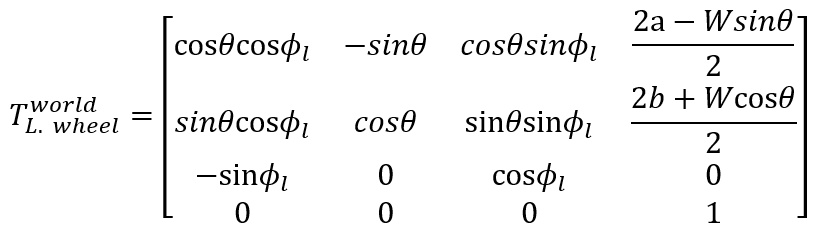 T_{L. wheel}^{world} = [ cosθcosϕ_l   −sinθ   cosθsinϕ_l   (2a − Wsinθ)/2
sinθcosϕ_l   cosθ   sinθsinϕ_l   (2b + Wcosθ)/2
−sinϕ_l   0   cosϕ_l   0
0   0   0   1 ]